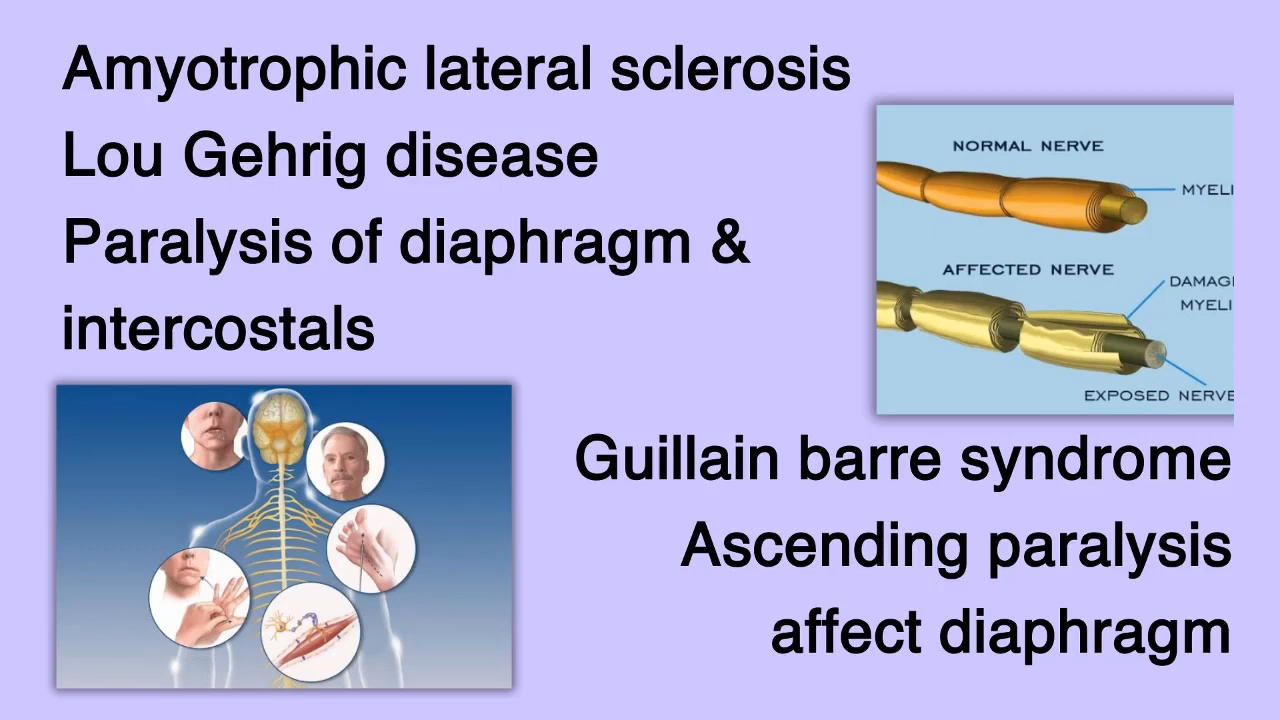 Amyotrophic lateral sclerosis
Lou Gehrig disease
Paralysis of diaphragm &
intercostals
NORMAL NERVE
MYELI
AFFECTED NERVE
DAMAG
MYELI
EXPOSED NERVE
Guillain barre syndrome
Ascending paralysis
affect diaphragm